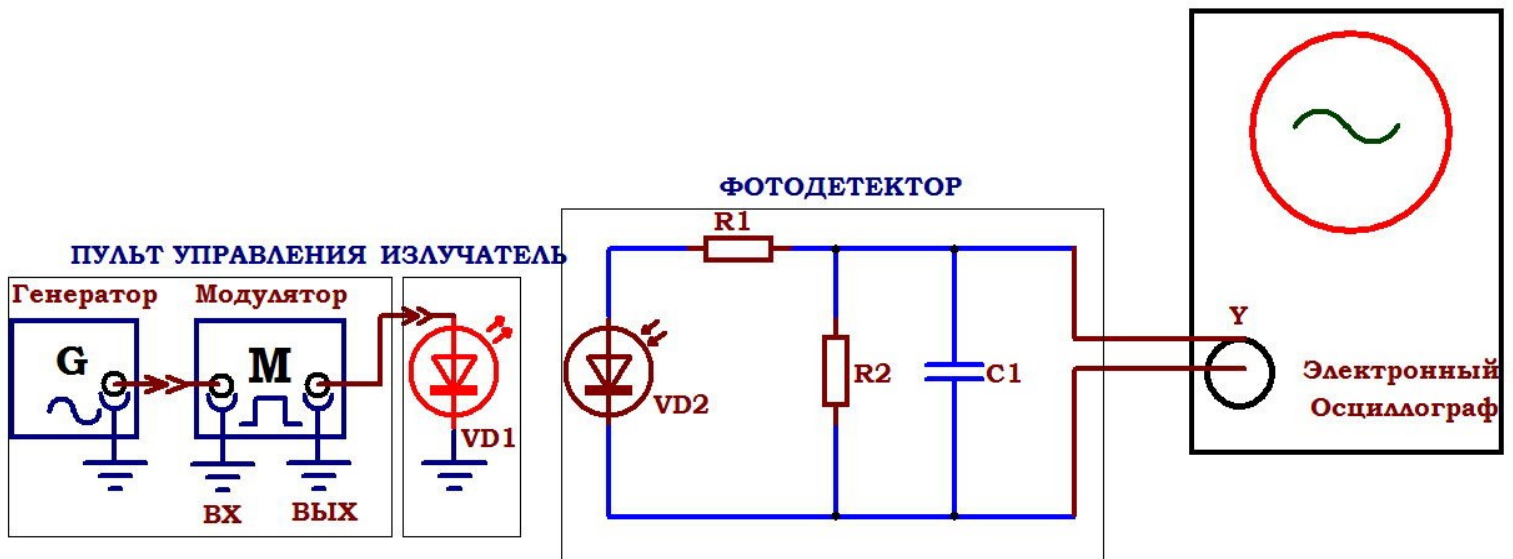 ФОТОДЕТЕКТОР
R1
ПУЛЬТ УПРАВЛЕНИЯ ИЗЛУЧАТЕЛЬ
Генератор Модулятор
Y
G M
R2 C1
Электронный
VD2
Осциллограф
VD1
ВХ ВЫХ